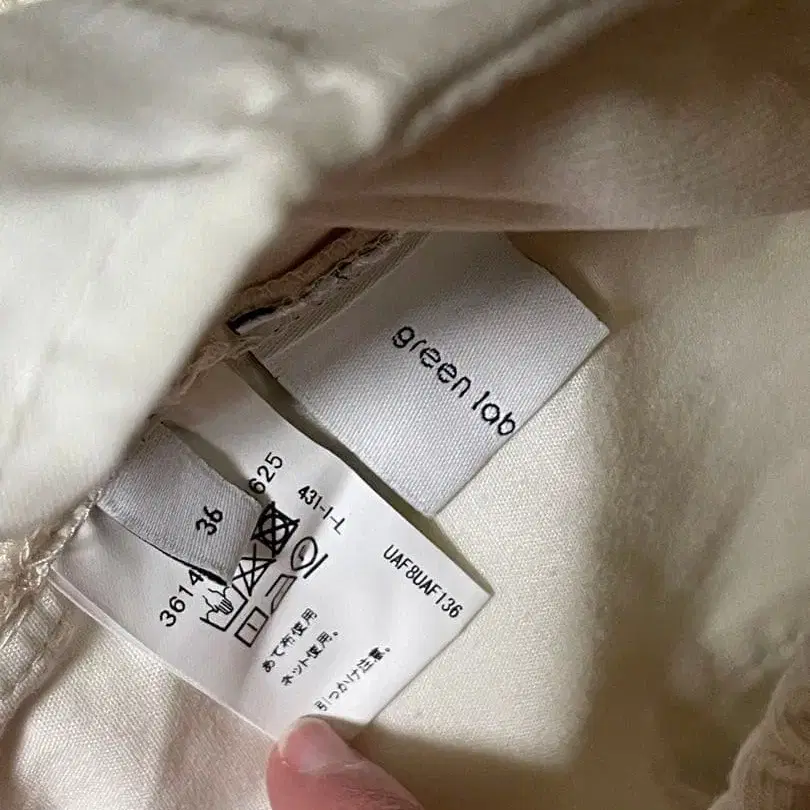 green lab
36
3614
625
431-1-L
UAF8UAF136
あて布使用
ネット使用。
引っかけ注意。